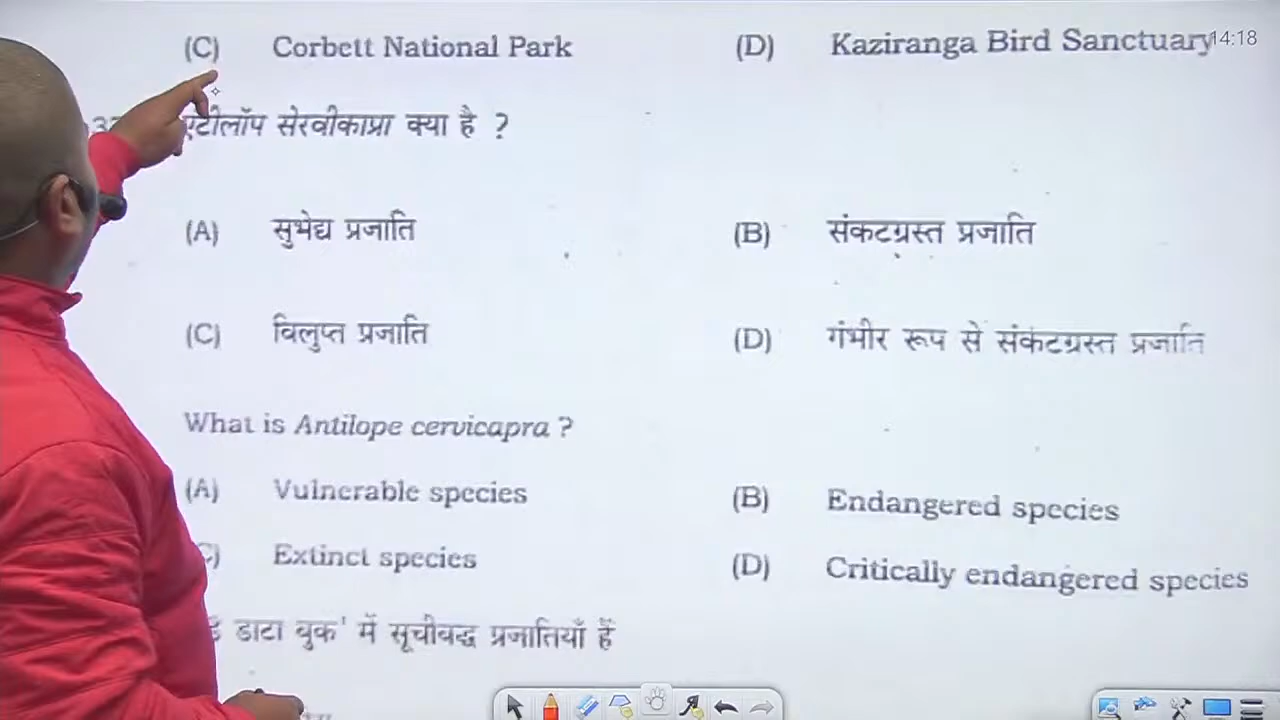 (C) Corbett National Park (D) Kaziranga Bird Sanctuary 14:18
एंटीलॉप सेरवीकाप्रा क्या है ?
(A) सुभेद्य प्रजाति (B) संकटग्रस्त प्रजाति
(C) विलुप्त प्रजाति (D) गंभीर रूप से संकटग्रस्त प्रजाति
What is Antilope cervicapra ?
(A) Vulnerable species (B) Endangered species
C) Extinct species (D) Critically endangered species
डाटा बुक' में सूचीबद्ध प्रजातियाँ हैं